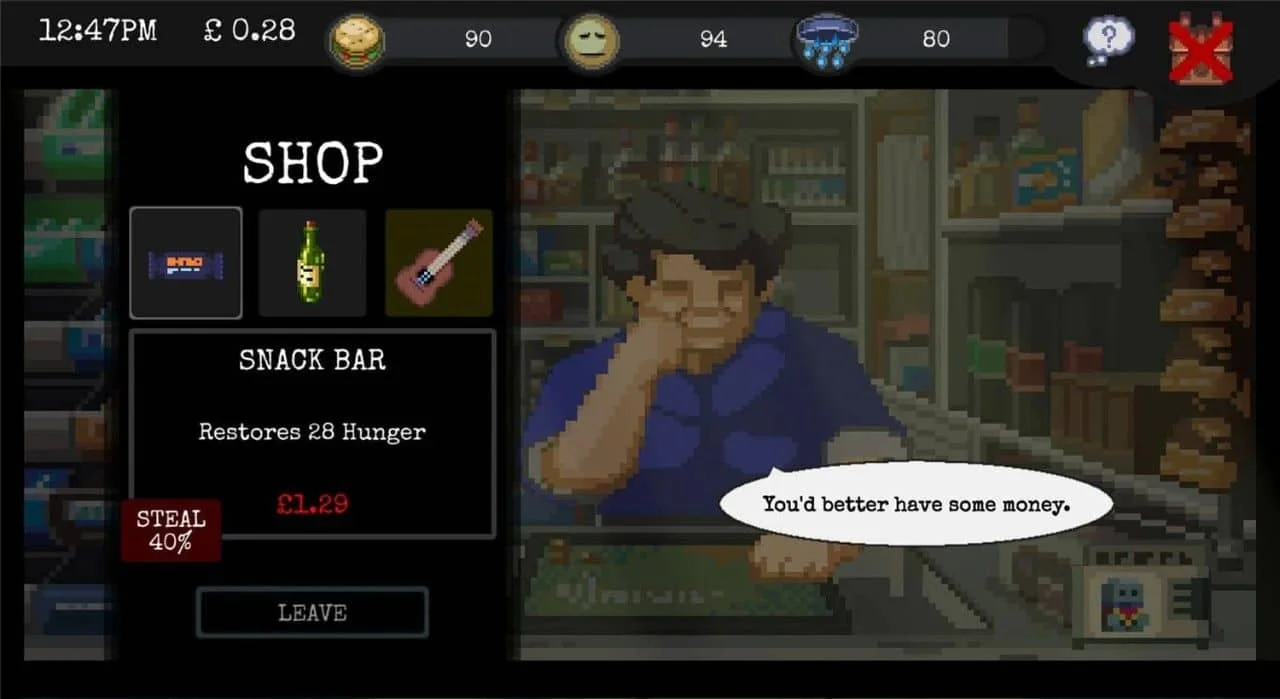 12:47PM
£ 0.28
90
94
80
?
SHOP
SNACK BAR
Restores 28 Hunger
£1.29
STEAL
40%
LEAVE
You'd better have some money.